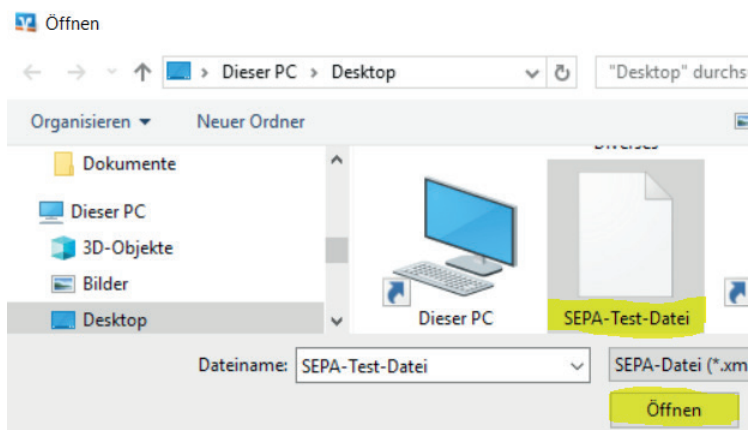 Öffnen
Dieser PC > Desktop
"Desktop" durchs
Organisieren
Neuer Ordner
Diverses
Dokumente
Dieser PC
3D-Objekte
Bilder
Desktop
Dieser PC
SEPA-Test-Datei
Dateiname: SEPA-Test-Datei
SEPA-Datei (*.xm
Öffnen